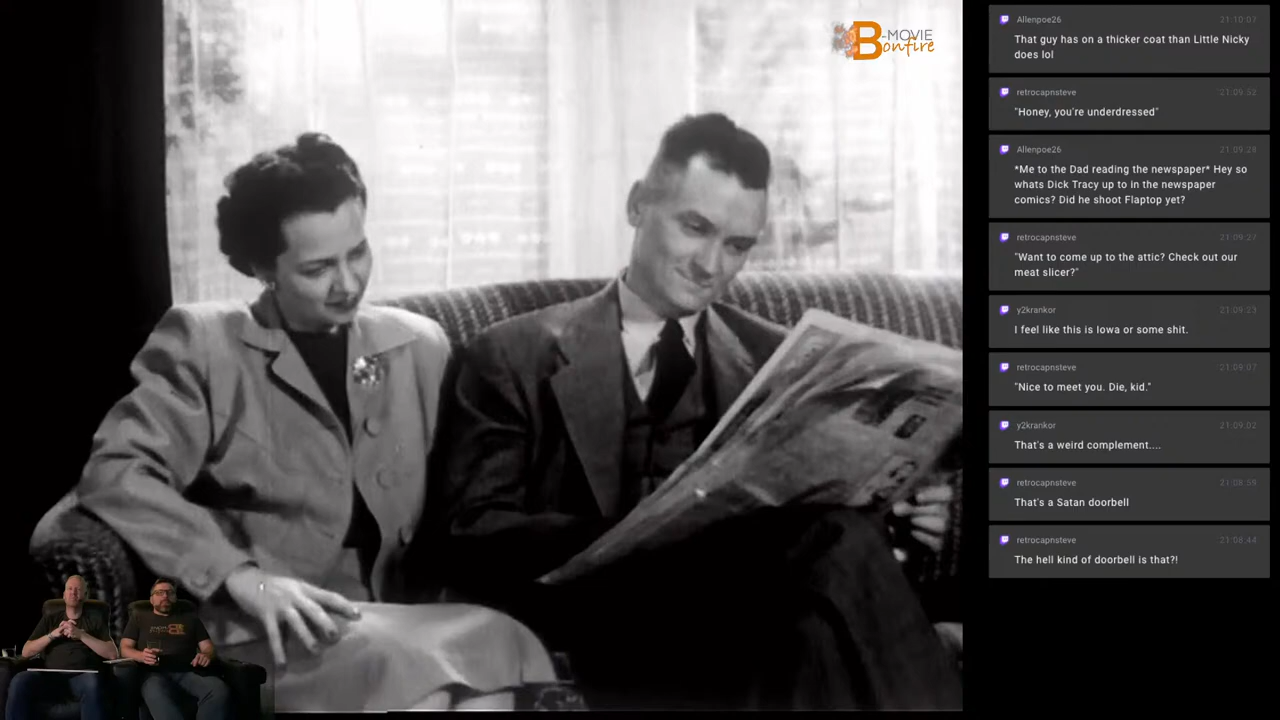 B-MOVIE
Bonfire
Allenpoe26
21:10:07
That guy has on a thicker coat than Little Nicky
does lol
retrocapnsteve
21:09:52
"Honey, you're underdressed"
Allenpoe26
21:09:28
*Me to the Dad reading the newspaper* Hey so
whats Dick Tracy up to in the newspaper
comics? Did he shoot Flaptop yet?
retrocapnsteve
21:09:27
"Want to come up to the attic? Check out our
meat slicer?"
y2krankor
21:09:23
I feel like this is Iowa or some shit.
retrocapnsteve
21:09:07
"Nice to meet you. Die, kid."
y2krankor
21:09:02
That's a weird complement....
retrocapnsteve
21:08:59
That's a Satan doorbell
retrocapnsteve
21:08:44
The hell kind of doorbell is that?!